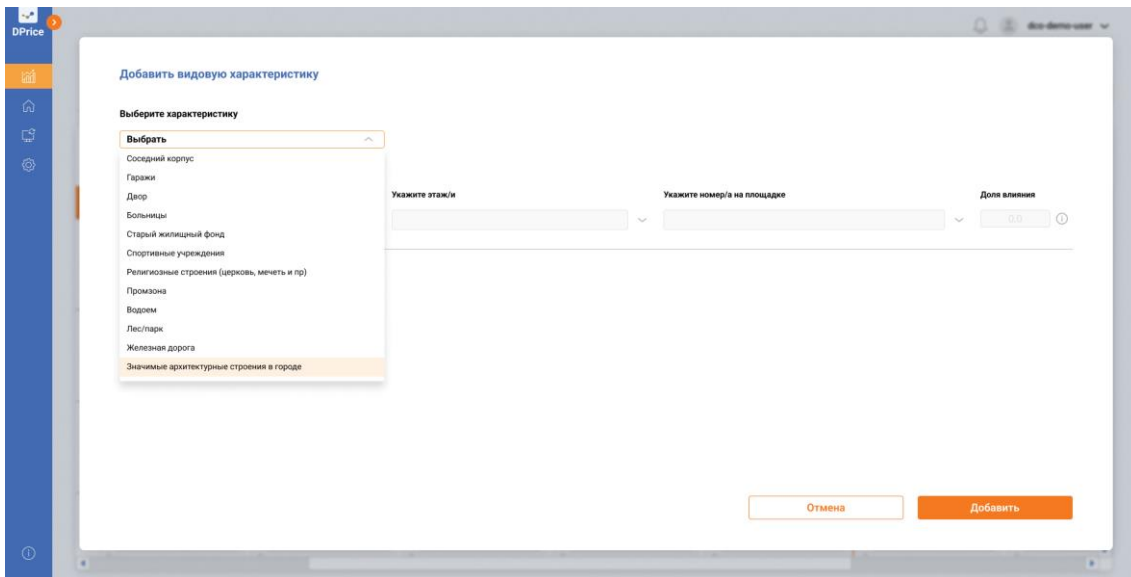 DPrice
dco-demo-user
Добавить видовую характеристику
Выберите характеристику
Выбрать
Соседний корпус
Гаражи
Двор
Больницы
Старый жилищный фонд
Спортивные учреждения
Религиозные строения (церковь, мечеть и пр)
Промзона
Водоем
Лес/парк
Железная дорога
Значимые архитектурные строения в городе
Укажите этаж/и
Укажите номер/а на площадке
Доля влияния
0.0
Отмена
Добавить